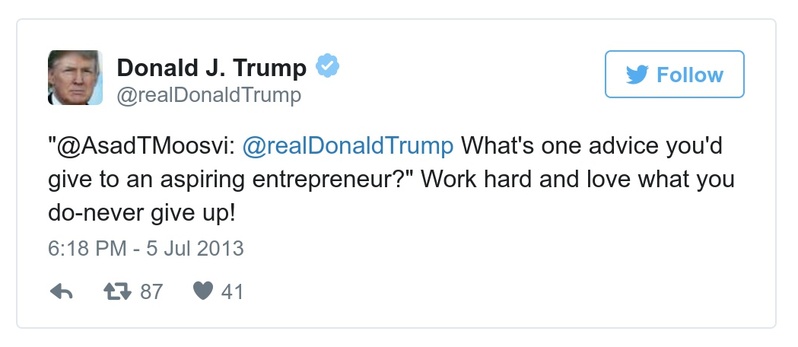 Donald J. Trump
@realDonaldTrump
Follow
"@AsadTMoosvi: @realDonaldTrump What's one advice you'd
give to an aspiring entrepreneur?" Work hard and love what you
do-never give up!
6:18 PM - 5 Jul 2013
87 41